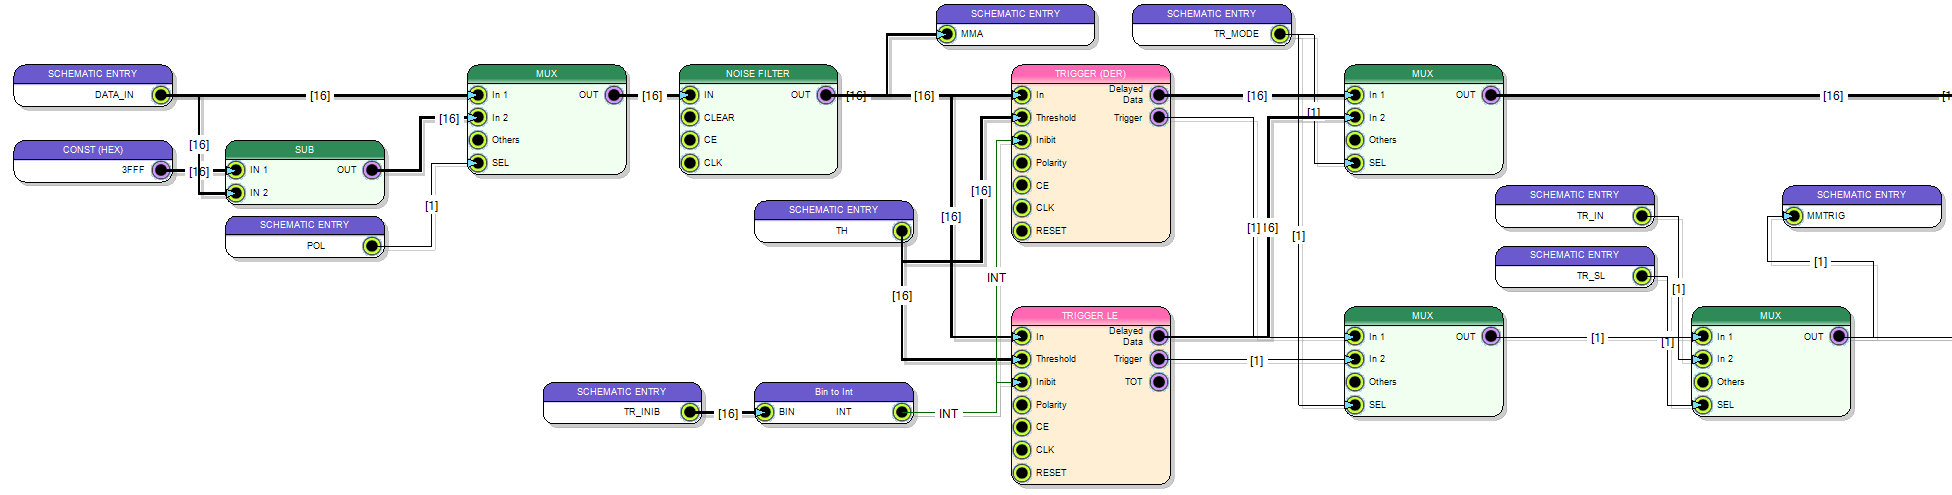 SCHEMATIC ENTRY
MMA
SCHEMATIC ENTRY
TR_MODE
SCHEMATIC ENTRY
DATA_IN
[16]
[16]
CONST (HEX)
3FFF
[16]
SUB
IN 1 OUT
IN 2
[16]
SCHEMATIC ENTRY
POL
[1]
MUX
In 1 OUT
In 2
Others
SEL
[16]
NOISE FILTER
IN OUT
CLEAR
CE
CLK
[16]
[16]
SCHEMATIC ENTRY
TH
[16]
[16]
[16]
INT
TRIGGER (DER)
In Delayed
Data
Threshold Trigger
Inibit
Polarity
CE
CLK
RESET
[16]
[1]
[1]
16]
[1]
MUX
In 1 OUT
In 2
Others
SEL
[16]
[1
SCHEMATIC ENTRY
TR_IN
SCHEMATIC ENTRY
TR_SL
[1]
[1]
SCHEMATIC ENTRY
MMTRIG
[1]
SCHEMATIC ENTRY
TR_INIB
[16]
Bin to Int
BIN INT
INT
TRIGGER LE
In Delayed
Data
Threshold Trigger
Inibit TOT
Polarity
CE
CLK
RESET
[1]
MUX
In 1 OUT
In 2
Others
SEL
[1]
MUX
In 1 OUT
In 2
Others
SEL